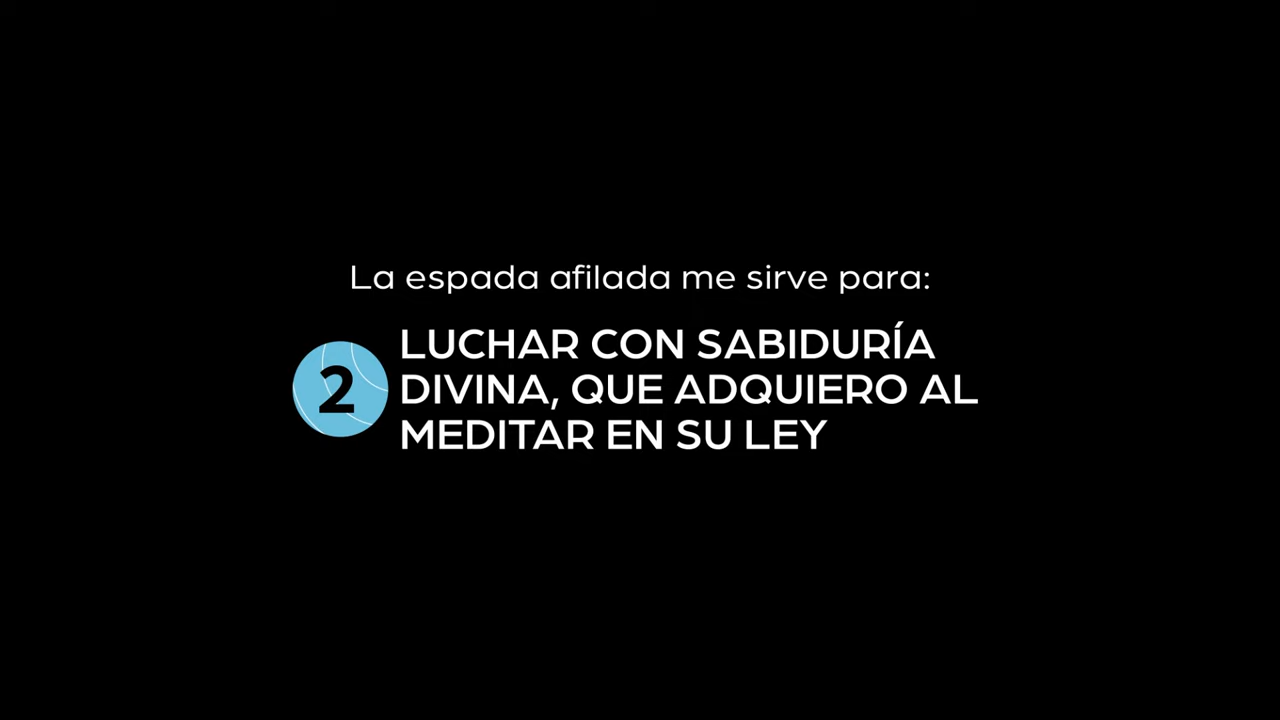 La espada afilada me sirve para:
2
LUCHAR CON SABIDURÍA
DIVINA, QUE ADQUIERO AL
MEDITAR EN SU LEY